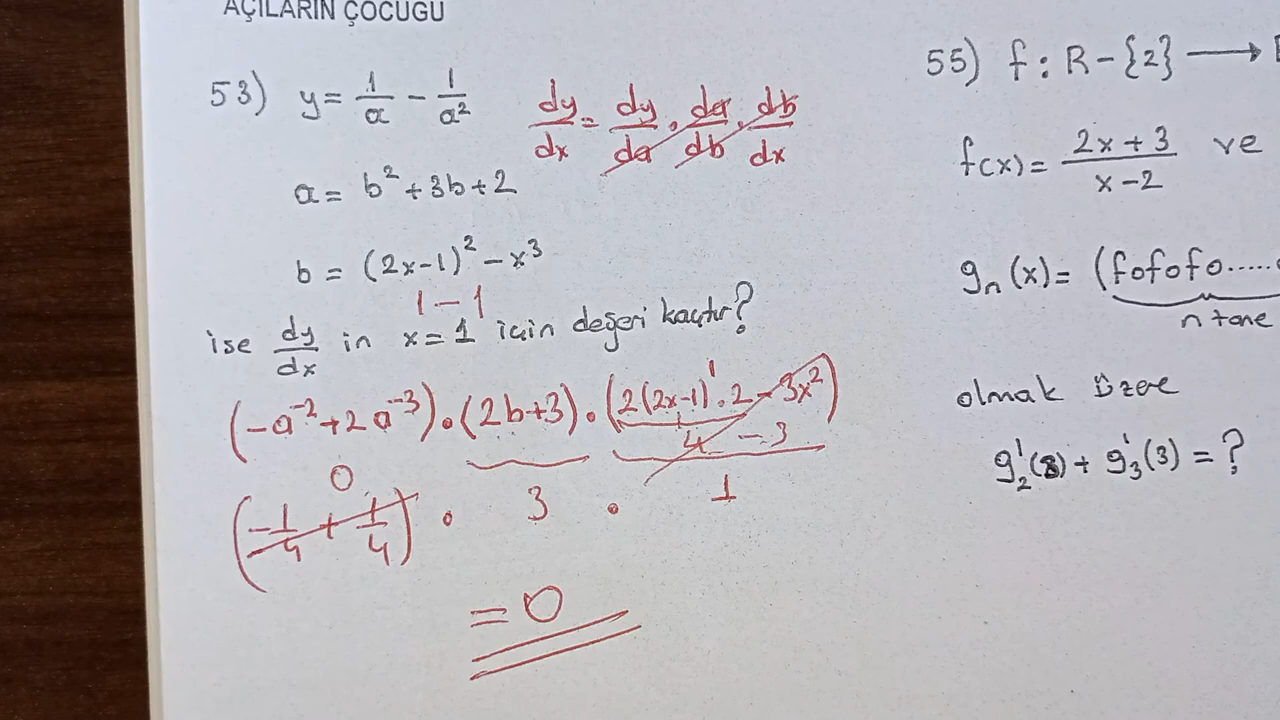 AÇILARIN ÇOCUĞU
53) y = 1/a - 1/a²
dy/dx = dy/da · da/db · db/dx
a = b² + 3b + 2
b = (2x-1)² - x³
1 - 1
ise dy/dx in x = 1 için değeri kaçtır?
(-a⁻² + 2a⁻³) · (2b+3) · (2(2x-1)¹ · 2 - 3x²)
4 - 3
0
(-1/4 + 1/4) · 3 · 1
= 0
55) f : R - {2} →
f(x) = 2x+3/x-2 ve
gₙ(x) = (fofofo.....
n tane
olmak üzere
g₂'(8) + g₃'(3) = ?